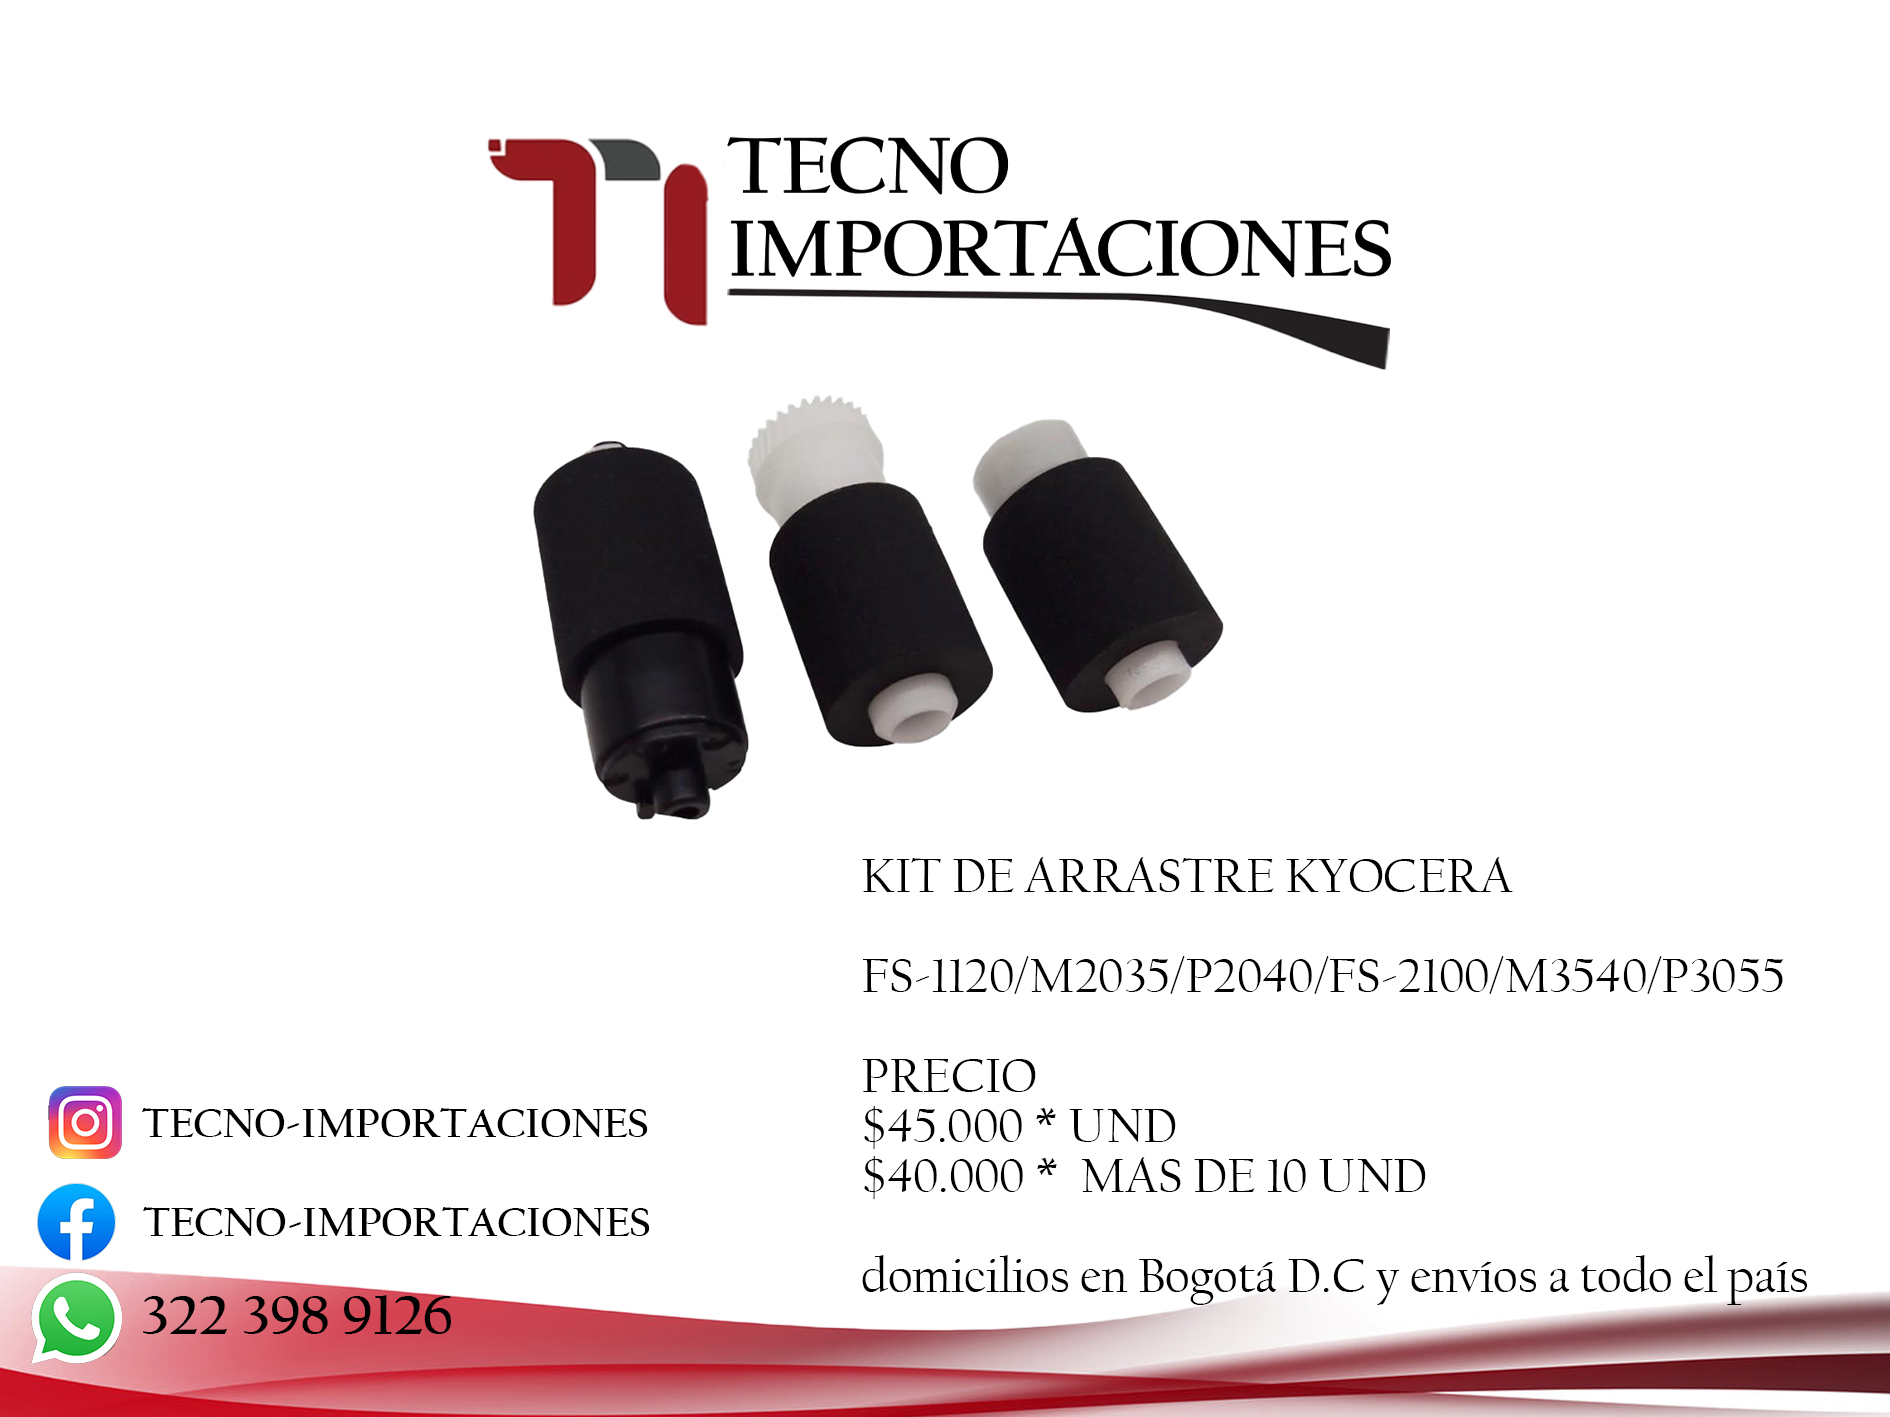 TECNO
IMPORTACIONES
KIT DE ARRASTRE KYOCERA
FS-1120/M2035/P2040/FS-2100/M3540/P3055
PRECIO
$45.000 * UND
$40.000 * MAS DE 10 UND
domicilios en Bogotá D.C y envíos a todo el país
TECNO-IMPORTACIONES
TECNO-IMPORTACIONES
322 398 9126